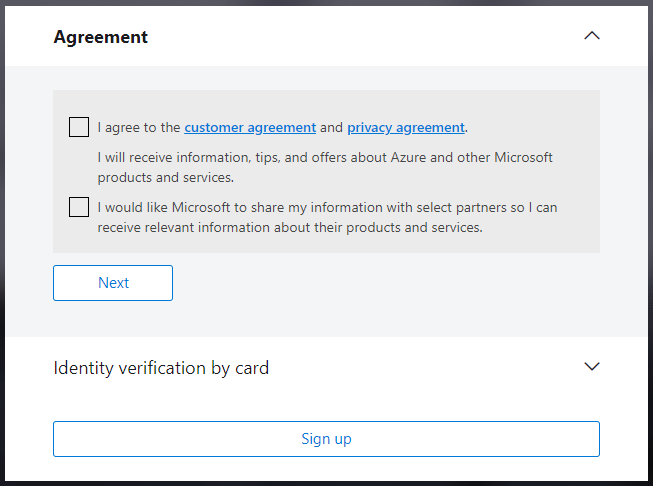 Agreement
I agree to the customer agreement and privacy agreement.
I will receive information, tips, and offers about Azure and other Microsoft
products and services.
I would like Microsoft to share my information with select partners so I can
receive relevant information about their products and services.
Next
Identity verification by card
Sign up